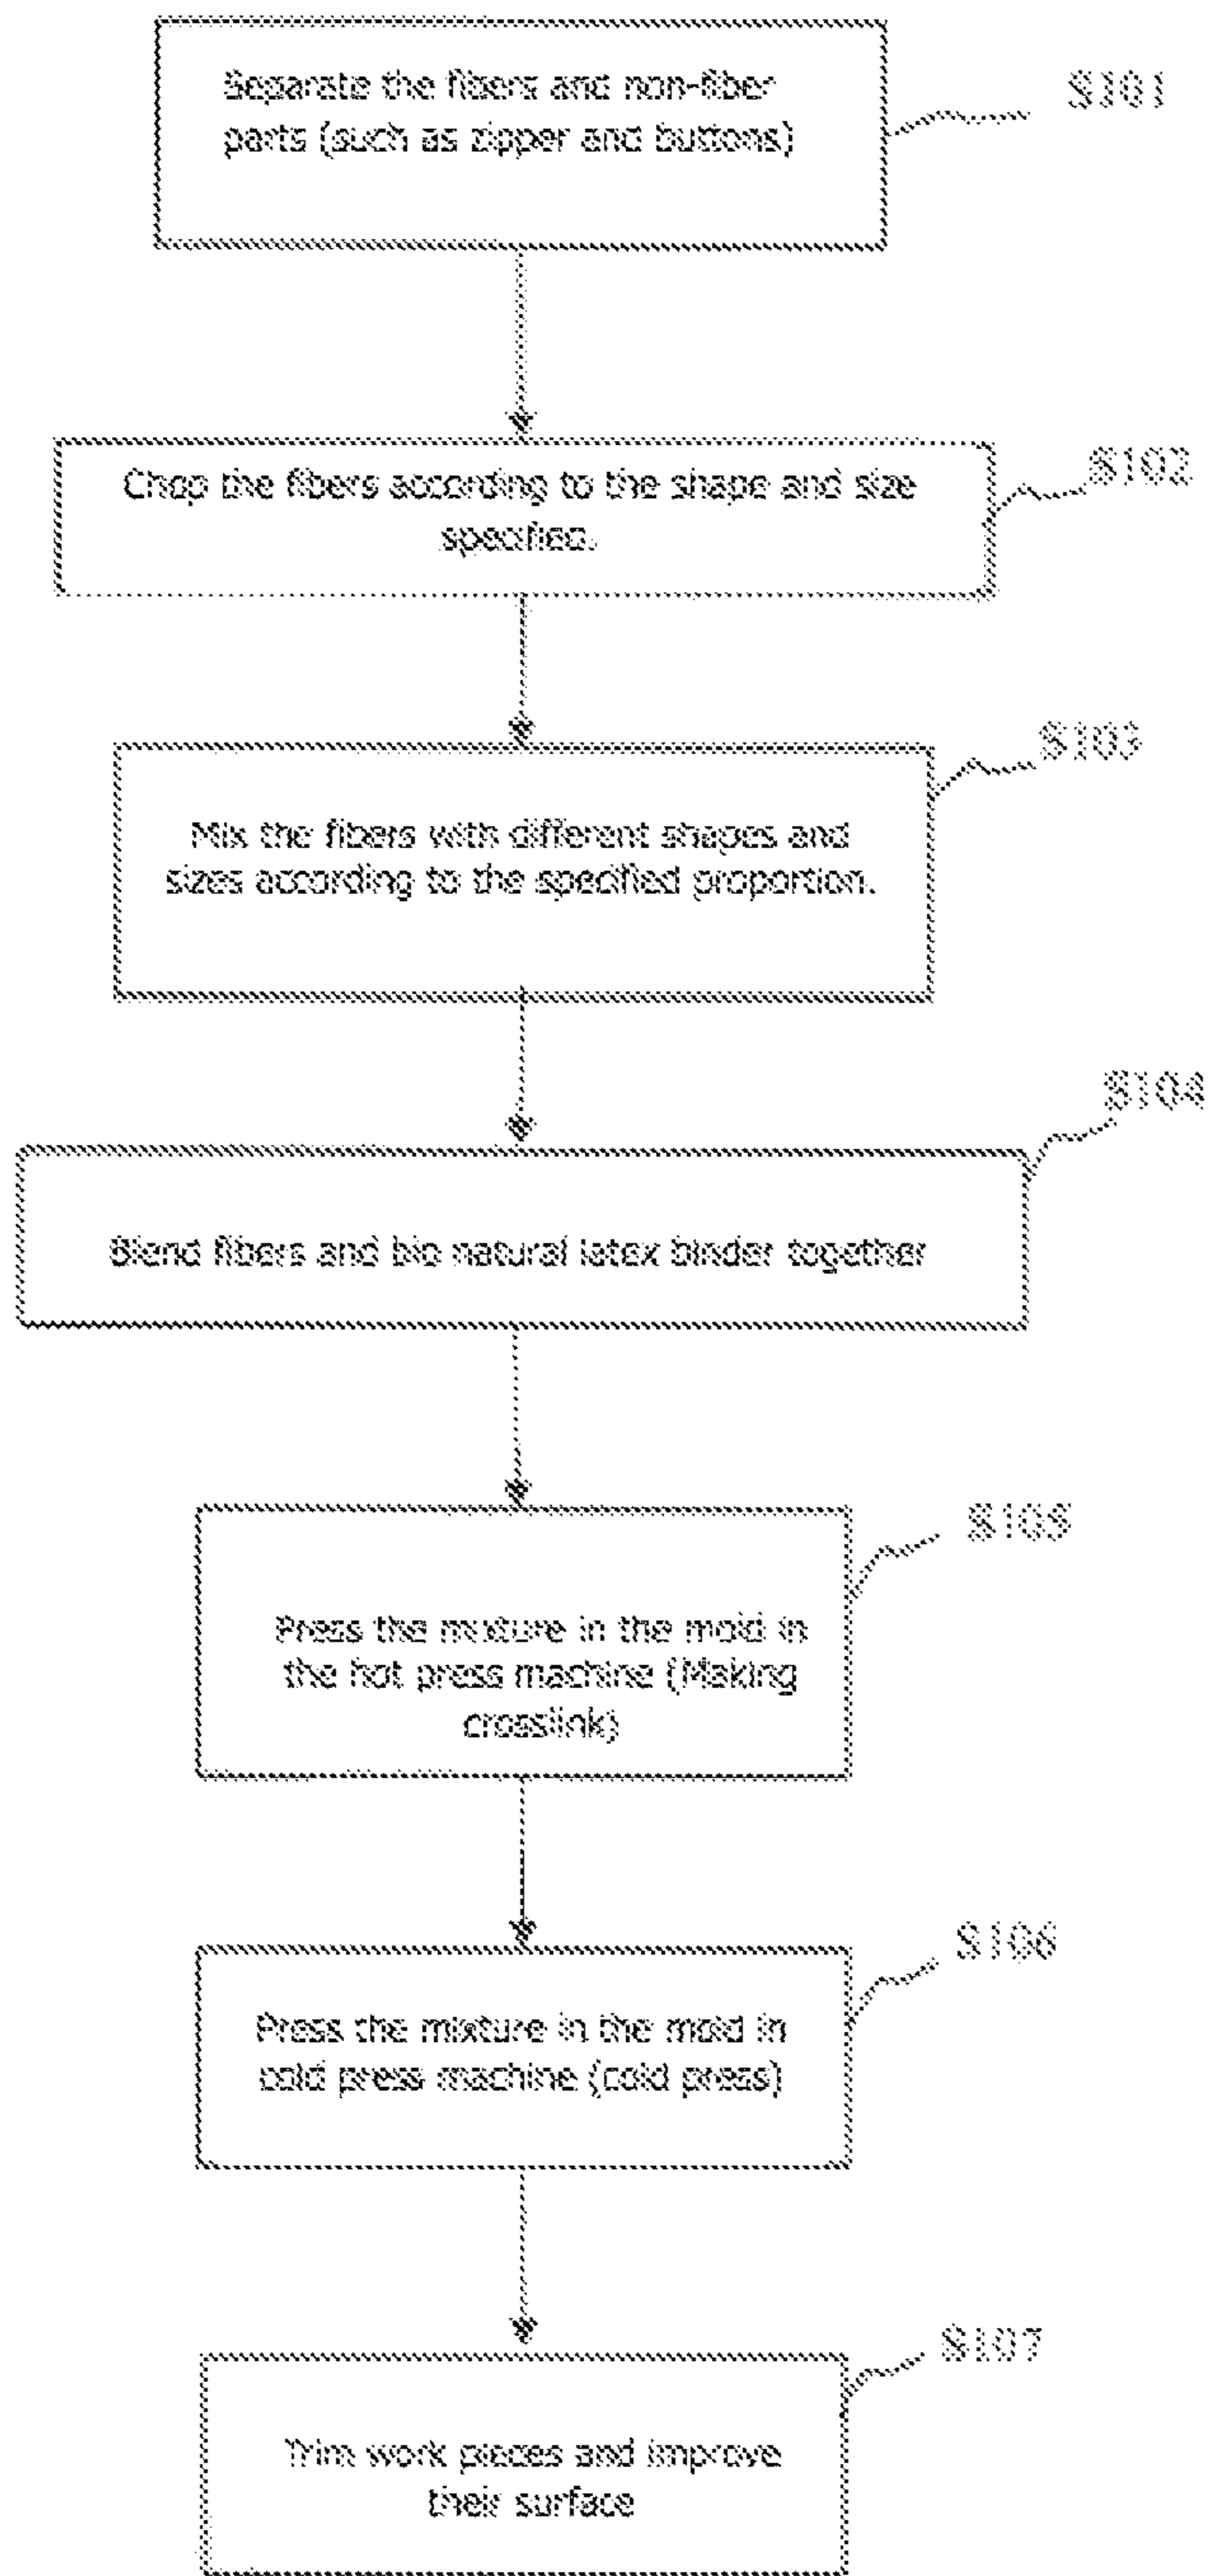 Separate the fibers and non-fiber
parts (such as zipper and buttons)
S101
Chop the fibers according to the shape and size
specified.
S102
Mix the fibers with different shapes and
sizes according to the specified proportion.
S103
Blend fibers and bio natural latex binder together
S104
Press the mixture in the mold in
the hot press machine (Making
crosslink)
S105
Press the mixture in the mold in
cold press machine (cold press)
S106
Trim work pieces and improve
their surface
S107